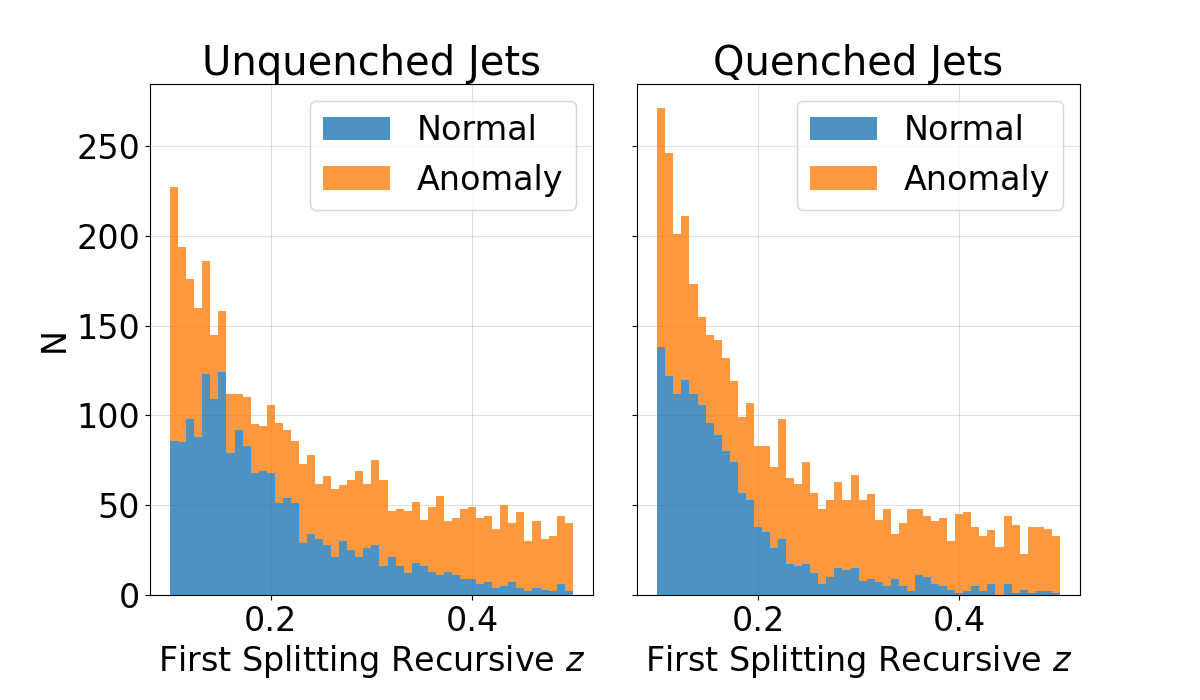 Unquenched Jets
Quenched Jets
Normal
Anomaly
Normal
Anomaly
250
200
150
100
50
0
N
0.2
0.4
0.2
0.4
First Splitting Recursive z
First Splitting Recursive z